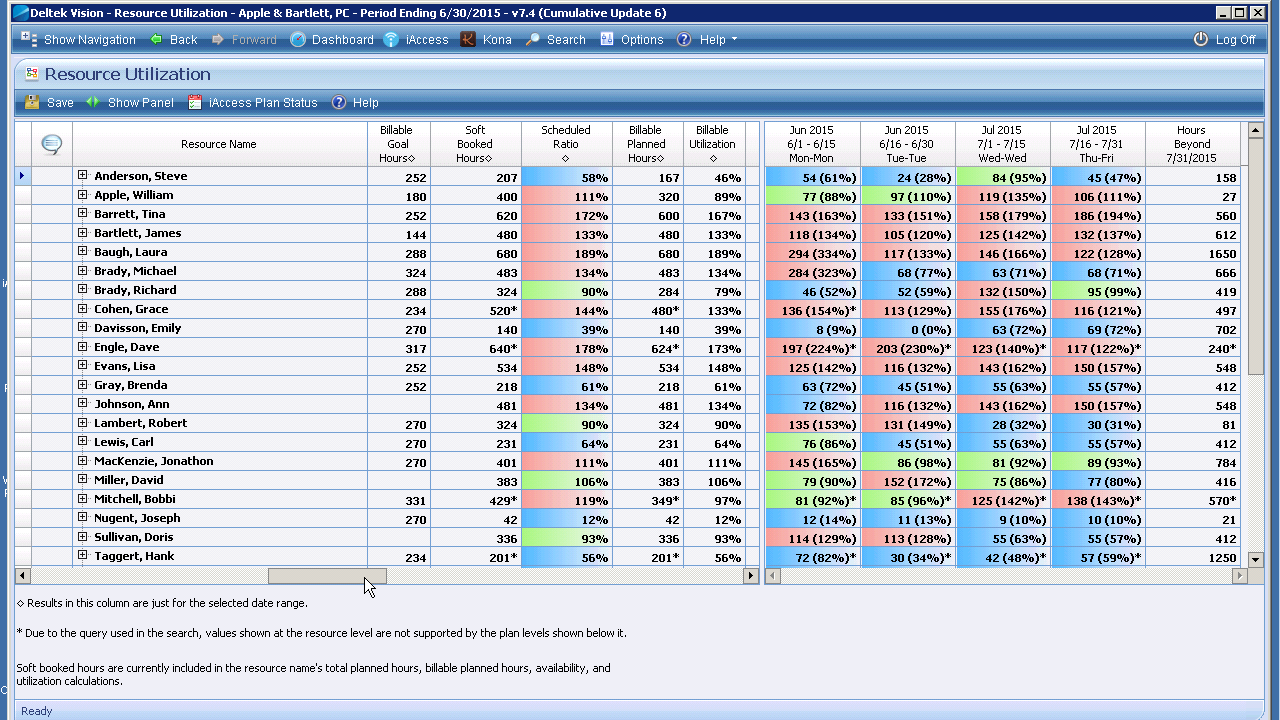 Deltek Vision - Resource Utilization - Apple & Bartlett, PC - Period Ending 6/30/2015 - v7.4 (Cumulative Update 6)
Show Navigation Back Forward Dashboard iAccess Kona Search Options Help Log Off
Resource Utilization
Save Show Panel iAccess Plan Status Help
Resource Name Billable Goal Hours◇ Soft Booked Hours◇ Scheduled Ratio ◇ Billable Planned Hours◇ Billable Utilization ◇ Jun 2015 6/1 - 6/15 Mon-Mon Jun 2015 6/16 - 6/30 Tue-Tue Jul 2015 7/1 - 7/15 Wed-Wed Jul 2015 7/16 - 7/31 Thu-Fri Hours Beyond 7/31/2015
Anderson, Steve 252 207 58% 167 46% 54 (61%) 24 (28%) 84 (95%) 45 (47%) 158
Apple, William 180 400 111% 320 89% 77 (88%) 97 (110%) 119 (135%) 106 (111%) 27
Barrett, Tina 252 620 172% 600 167% 143 (163%) 133 (151%) 158 (179%) 186 (194%) 560
Bartlett, James 144 480 133% 480 133% 118 (134%) 105 (120%) 125 (142%) 132 (137%) 612
Baugh, Laura 288 680 189% 680 189% 294 (334%) 117 (133%) 146 (166%) 122 (128%) 1650
Brady, Michael 324 483 134% 483 134% 284 (323%) 68 (77%) 63 (71%) 68 (71%) 666
Brady, Richard 288 324 90% 284 79% 46 (52%) 52 (59%) 132 (150%) 95 (99%) 419
Cohen, Grace 234 520* 144% 480* 133% 136 (154%)* 113 (129%) 155 (176%) 116 (121%) 497
Davisson, Emily 270 140 39% 140 39% 8 (9%) 0 (0%) 63 (72%) 69 (72%) 702
Engle, Dave 317 640* 178% 624* 173% 197 (224%)* 203 (230%)* 123 (140%)* 117 (122%)* 240*
Evans, Lisa 252 534 148% 534 148% 125 (142%) 116 (132%) 143 (162%) 150 (157%) 548
Gray, Brenda 252 218 61% 218 61% 63 (72%) 45 (51%) 55 (63%) 55 (57%) 412
Johnson, Ann 481 134% 481 134% 72 (82%) 116 (132%) 143 (162%) 150 (157%) 548
Lambert, Robert 270 324 90% 324 90% 135 (153%) 131 (149%) 28 (32%) 30 (31%) 81
Lewis, Carl 270 231 64% 231 64% 76 (86%) 45 (51%) 55 (63%) 55 (57%) 412
MacKenzie, Jonathon 270 401 111% 401 111% 145 (165%) 86 (98%) 81 (92%) 89 (93%) 784
Miller, David 383 106% 383 106% 79 (90%) 152 (172%) 75 (86%) 77 (80%) 416
Mitchell, Bobbi 331 429* 119% 349* 97% 81 (92%)* 85 (96%)* 125 (142%)* 138 (143%)* 570*
Nugent, Joseph 270 42 12% 42 12% 12 (14%) 11 (13%) 9 (10%) 10 (10%) 21
Sullivan, Doris 336 93% 336 93% 114 (129%) 113 (128%) 55 (63%) 55 (57%) 412
Taggert, Hank 234 201* 56% 201* 56% 72 (82%)* 30 (34%)* 42 (48%)* 57 (59%)* 1250
◇ Results in this column are just for the selected date range.
* Due to the query used in the search, values shown at the resource level are not supported by the plan levels shown below it.
Soft booked hours are currently included in the resource name's total planned hours, billable planned hours, availability, and
utilization calculations.
Ready